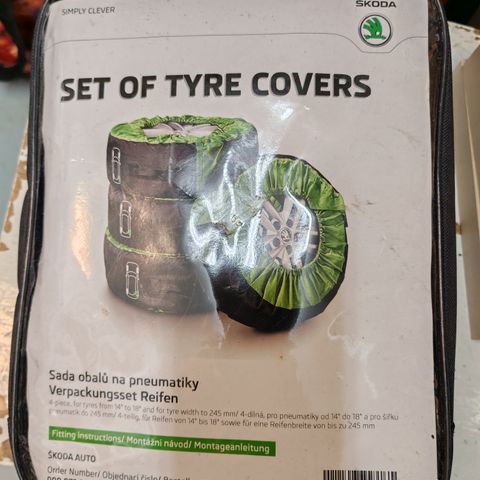 SIMPLY CLEVER
ŠKODA
SET OF TYRE COVERS
Sada obalů na pneumatiky
Verpackungsset Reifen
4-piece, for tyres from 14" to 18" and for tyre width to 245 mm/ 4-dílná, pro pneumatiky od 14" do 18" a pro šířku
pneumatik do 245 mm/ 4-teilig, für Reifen von 14" bis 18" sowie für eine Reifenbreite von bis zu 245 mm
Fitting instructions/ Montážní návod/ Montageanleitung
ŠKODA AUTO
Order Number/ Objednací číslo/